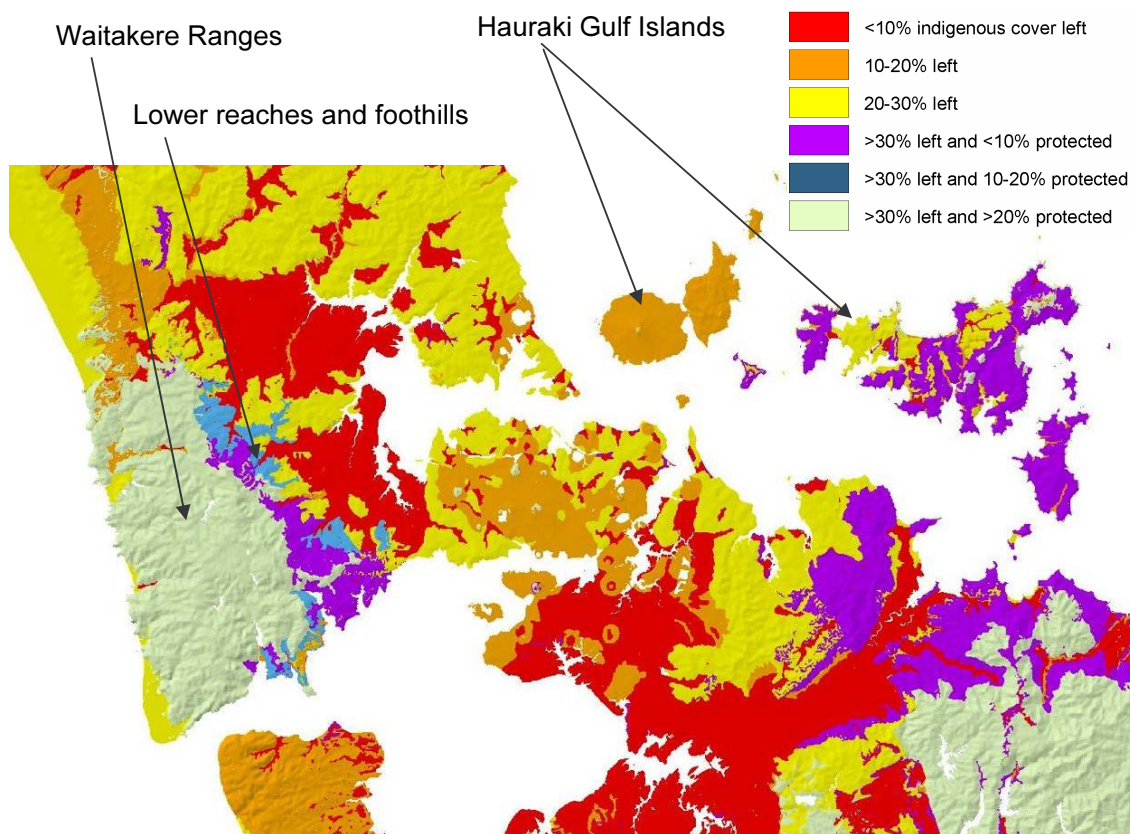 Waitakere Ranges
Hauraki Gulf Islands
Lower reaches and foothills
<10% indigenous cover left
10-20% left
20-30% left
>30% left and <10% protected
>30% left and 10-20% protected
>30% left and >20% protected